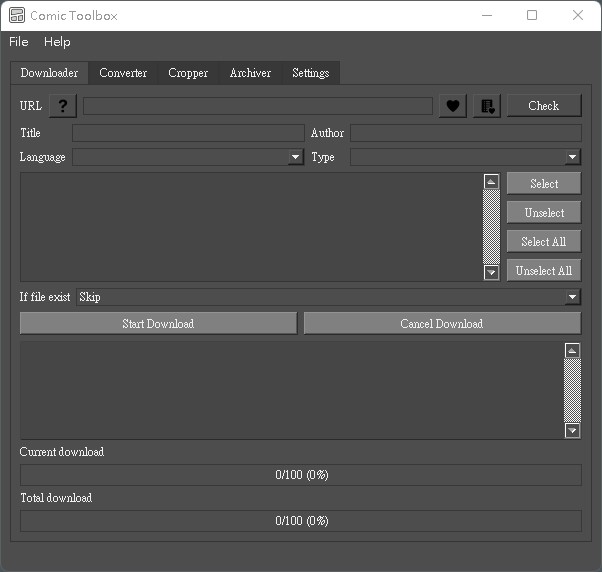 Comic Toolbox
File Help
Downloader Converter Cropper Archiver Settings
URL ? Check
Title Author
Language Type
Select
Unselect
Select All
Unselect All
If file exist Skip
Start Download Cancel Download
Current download
0/100 (0%)
Total download
0/100 (0%)